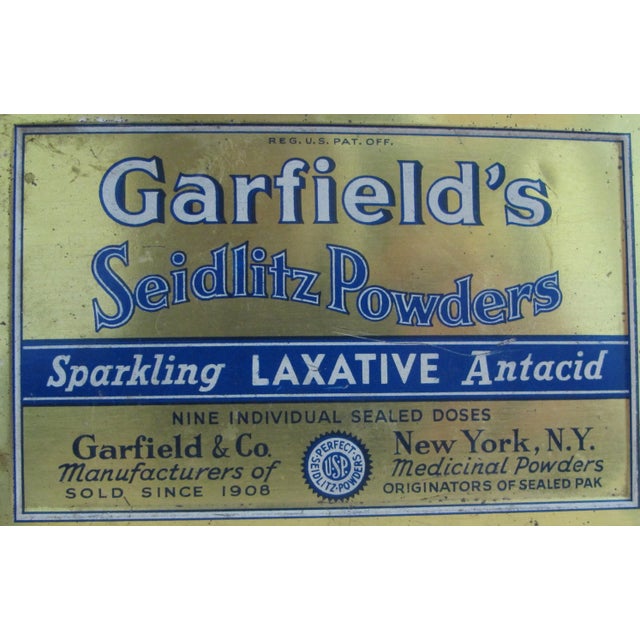 REG. U.S. PAT. OFF.
Garfield's
Seidlitz Powders
Sparkling LAXATIVE Antacid
NINE INDIVIDUAL SEALED DOSES
Garfield & Co.
Manufacturers of
SOLD SINCE 1908
·PERFECT·
SEIDLITZ·POWDERS
USP
New York, N.Y.
Medicinal Powders
ORIGINATORS OF SEALED PAK